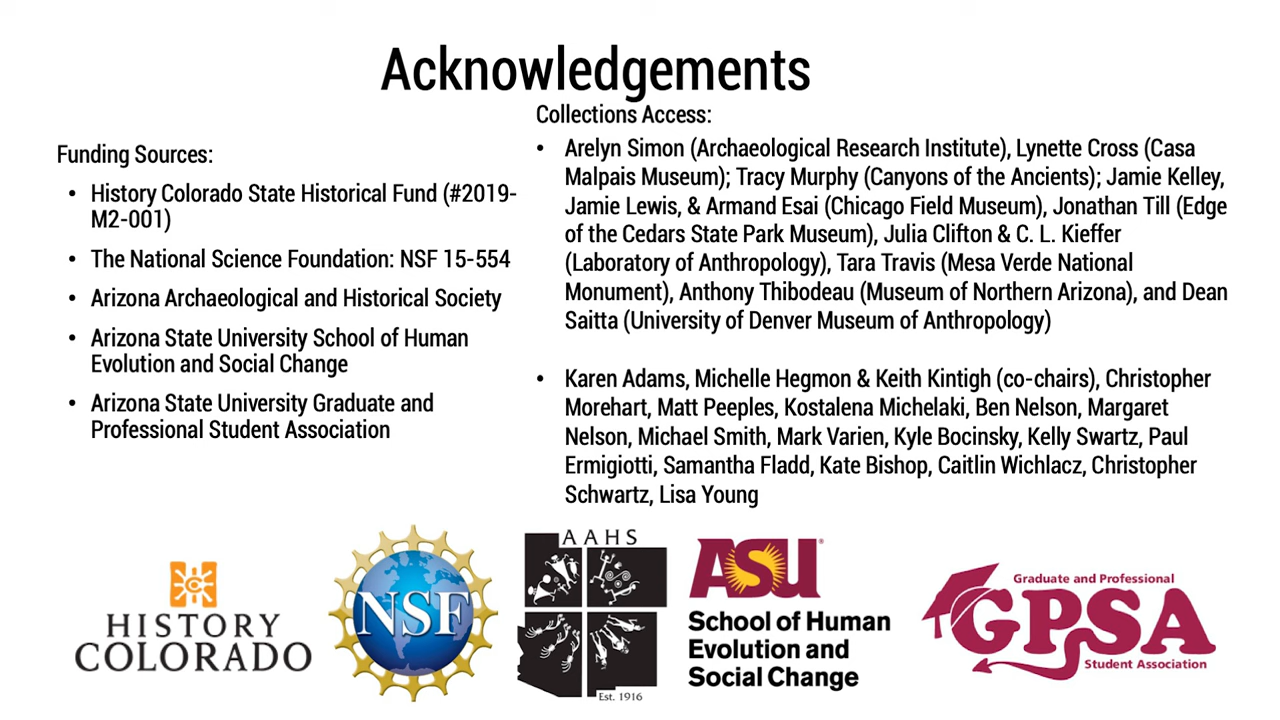 Acknowledgements
Funding Sources:
• History Colorado State Historical Fund (#2019-
M2-001)
• The National Science Foundation: NSF 15-554
• Arizona Archaeological and Historical Society
• Arizona State University School of Human
Evolution and Social Change
• Arizona State University Graduate and
Professional Student Association
Collections Access:
• Arelyn Simon (Archaeological Research Institute), Lynette Cross (Casa
Malpais Museum); Tracy Murphy (Canyons of the Ancients); Jamie Kelley,
Jamie Lewis, & Armand Esai (Chicago Field Museum), Jonathan Till (Edge
of the Cedars State Park Museum), Julia Clifton & C. L. Kieffer
(Laboratory of Anthropology), Tara Travis (Mesa Verde National
Monument), Anthony Thibodeau (Museum of Northern Arizona), and Dean
Saitta (University of Denver Museum of Anthropology)
• Karen Adams, Michelle Hegmon & Keith Kintigh (co-chairs), Christopher
Morehart, Matt Peeples, Kostalena Michelaki, Ben Nelson, Margaret
Nelson, Michael Smith, Mark Varien, Kyle Bocinsky, Kelly Swartz, Paul
Ermigiotti, Samantha Fladd, Kate Bishop, Caitlin Wichlacz, Christopher
Schwartz, Lisa Young
HISTORY
COLORADO
NSF
AAHS
Est. 1916
ASU®
School of Human
Evolution and
Social Change
Graduate and Professional
GPSA
Student Association